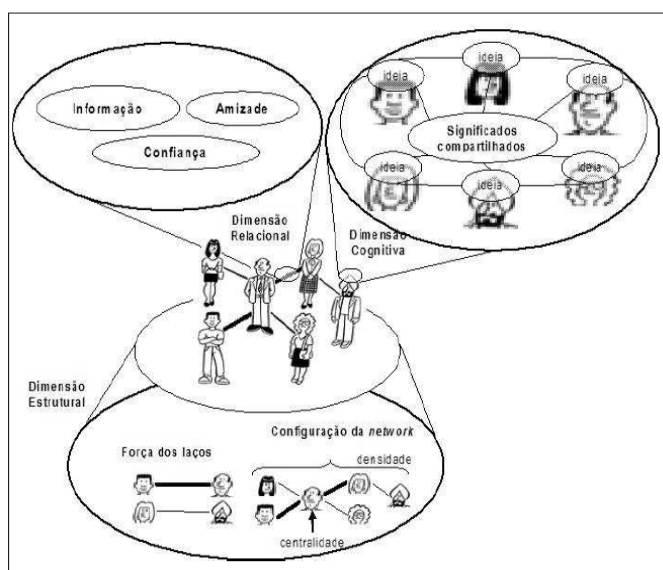 Informação
Amizade
Confiança
ideia
ideia
ideia
Significados
compartilhados
ideia
ideia
ideia
Dimensão
Relacional
Dimensão
Cognitiva
Dimensão
Estrutural
Configuração da network
Força dos laços
densidade
centralidade